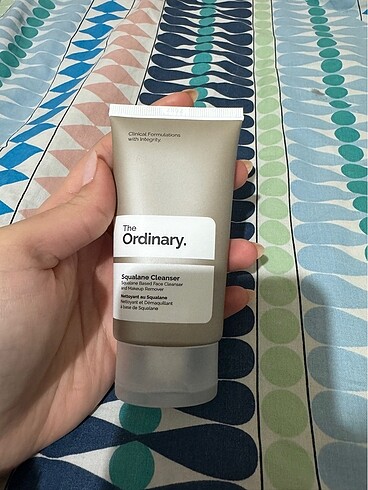 Clinical Formulations
with Integrity.
The
Ordinary.
Squalane Cleanser
Squalane Based Face Cleanser
and Makeup Remover
Nettoyant au Squalane
Nettoyant et Démaquillant
à base de Squalane